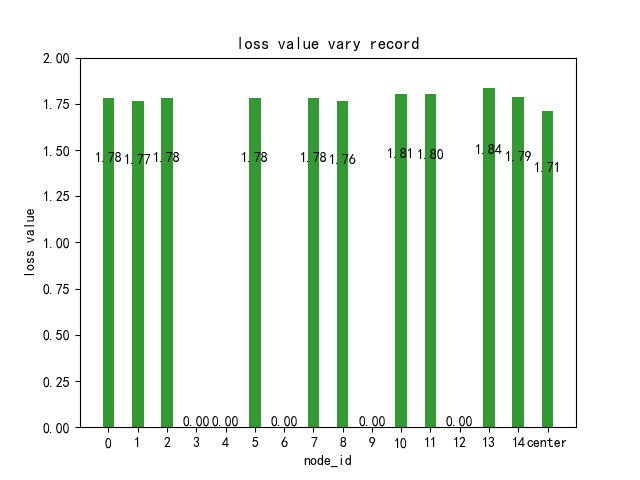 loss value vary record
2.00
1.75
1.50
1.25
1.00
0.75
0.50
0.25
0.00
loss value
1.78 1.77 1.78 0.00 0.00 1.78 0.00 1.78 1.76 0.00 1.81 1.80 0.00 1.84 1.79 1.71
0 1 2 3 4 5 6 7 8 9 10 11 12 13 14 center
node_id